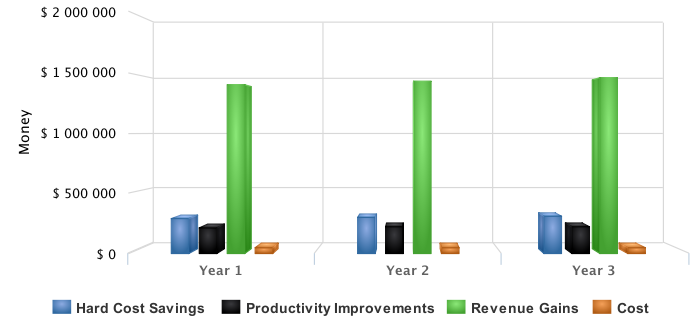 $ 2 000 000
$ 1 500 000
$ 1 000 000
$ 500 000
$ 0
Money
Year 1 Year 2 Year 3
Hard Cost Savings Productivity Improvements Revenue Gains Cost